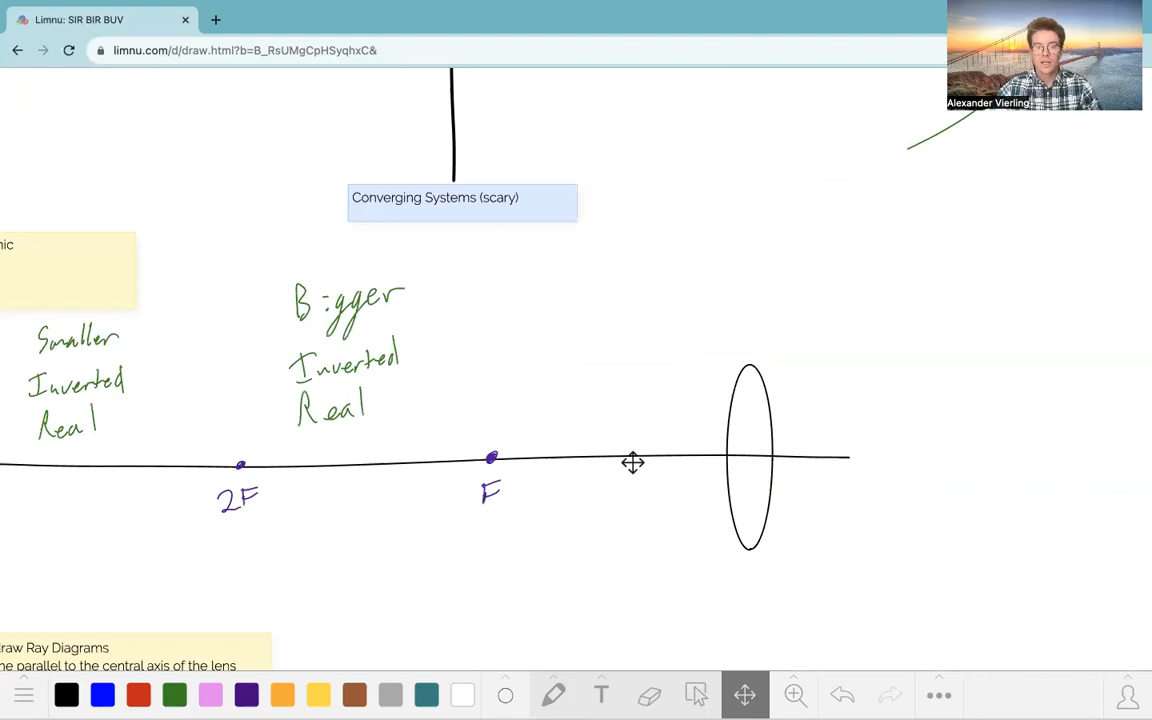 Limnu: SIR BIR BUV
limnu.com/d/draw.html?b=B_RsUMgCpHSyqhxC&
Alexander Vierling
Converging Systems (scary)
nic
Bigger
Inverted
Real
Smaller
Inverted
Real
2F
F
raw Ray Diagrams
ne parallel to the central axis of the lens
T